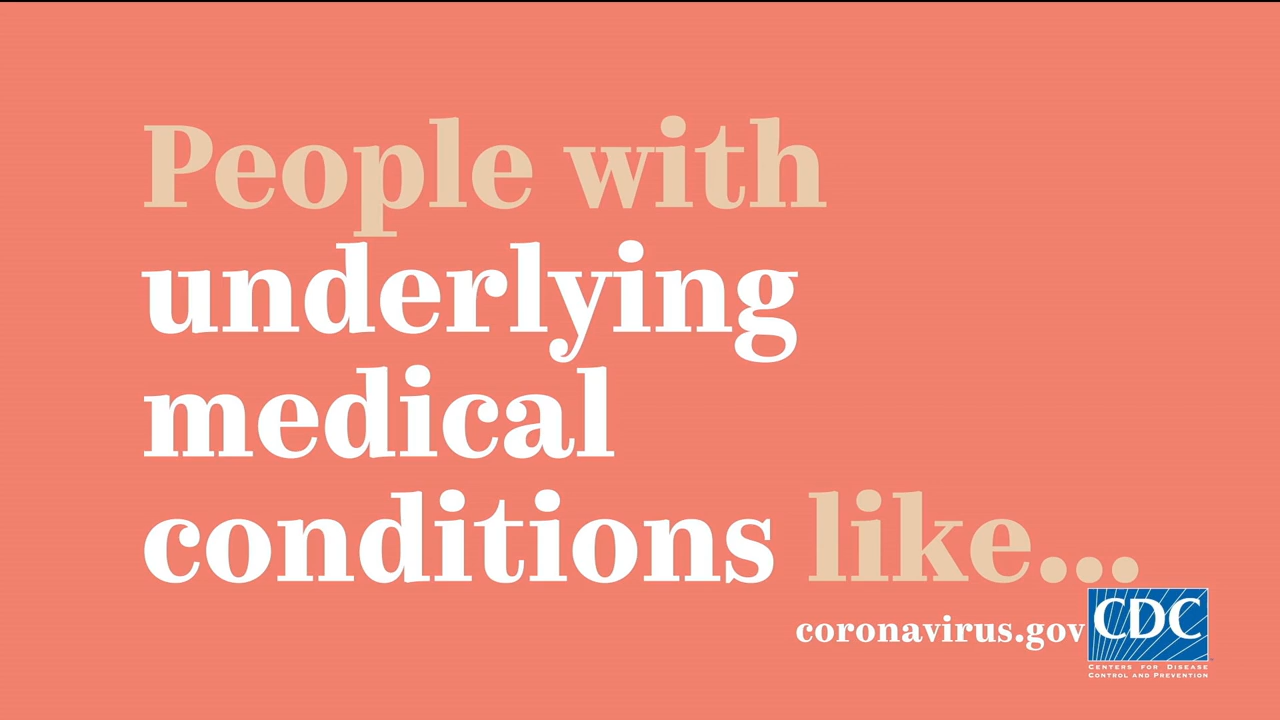 People with
underlying
medical
conditions like...
coronavirus.gov
CDC
CENTERS FOR DISEASE
CONTROL AND PREVENTION